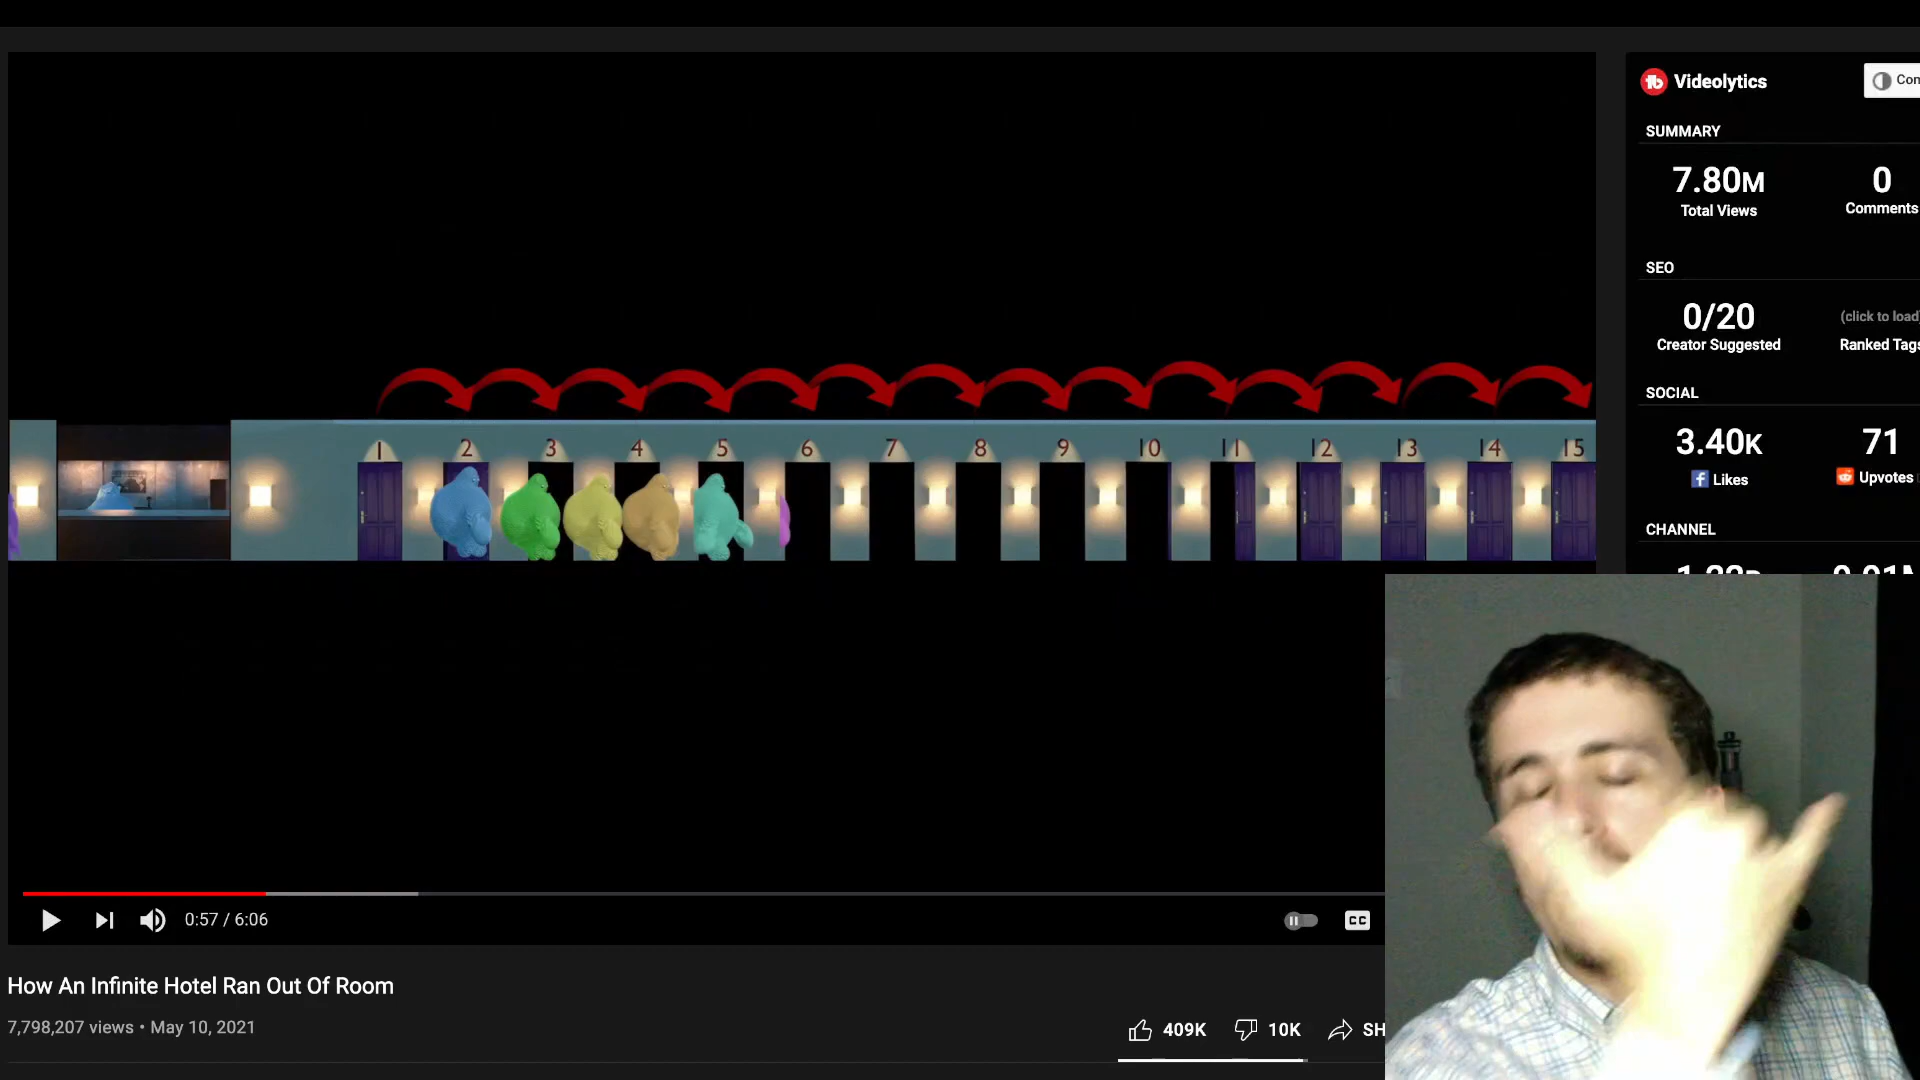 Videolytics
Con
SUMMARY
7.80M
Total Views
0
Comments
SEO
0/20
Creator Suggested
(click to load)
Ranked Tags
SOCIAL
3.40K
Likes
71
Upvotes
CHANNEL
1 2 3 4 5 6 7 8 9 10 11 12 13 14 15
0:57 / 6:06
CC
How An Infinite Hotel Ran Out Of Room
7,798,207 views • May 10, 2021
409K
10K
SH